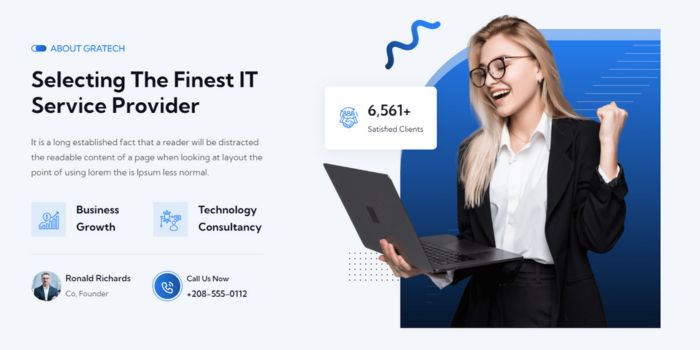 ABOUT GRATECH
Selecting The Finest IT
Service Provider
It is a long established fact that a reader will be distracted
the readable content of a page when looking at layout the
point of using lorem the is Ipsum less normal.
Business
Growth
Technology
Consultancy
Ronald Richards
Co, Founder
Call Us Now
+208-555-0112
6,561+
Satisfied Clients